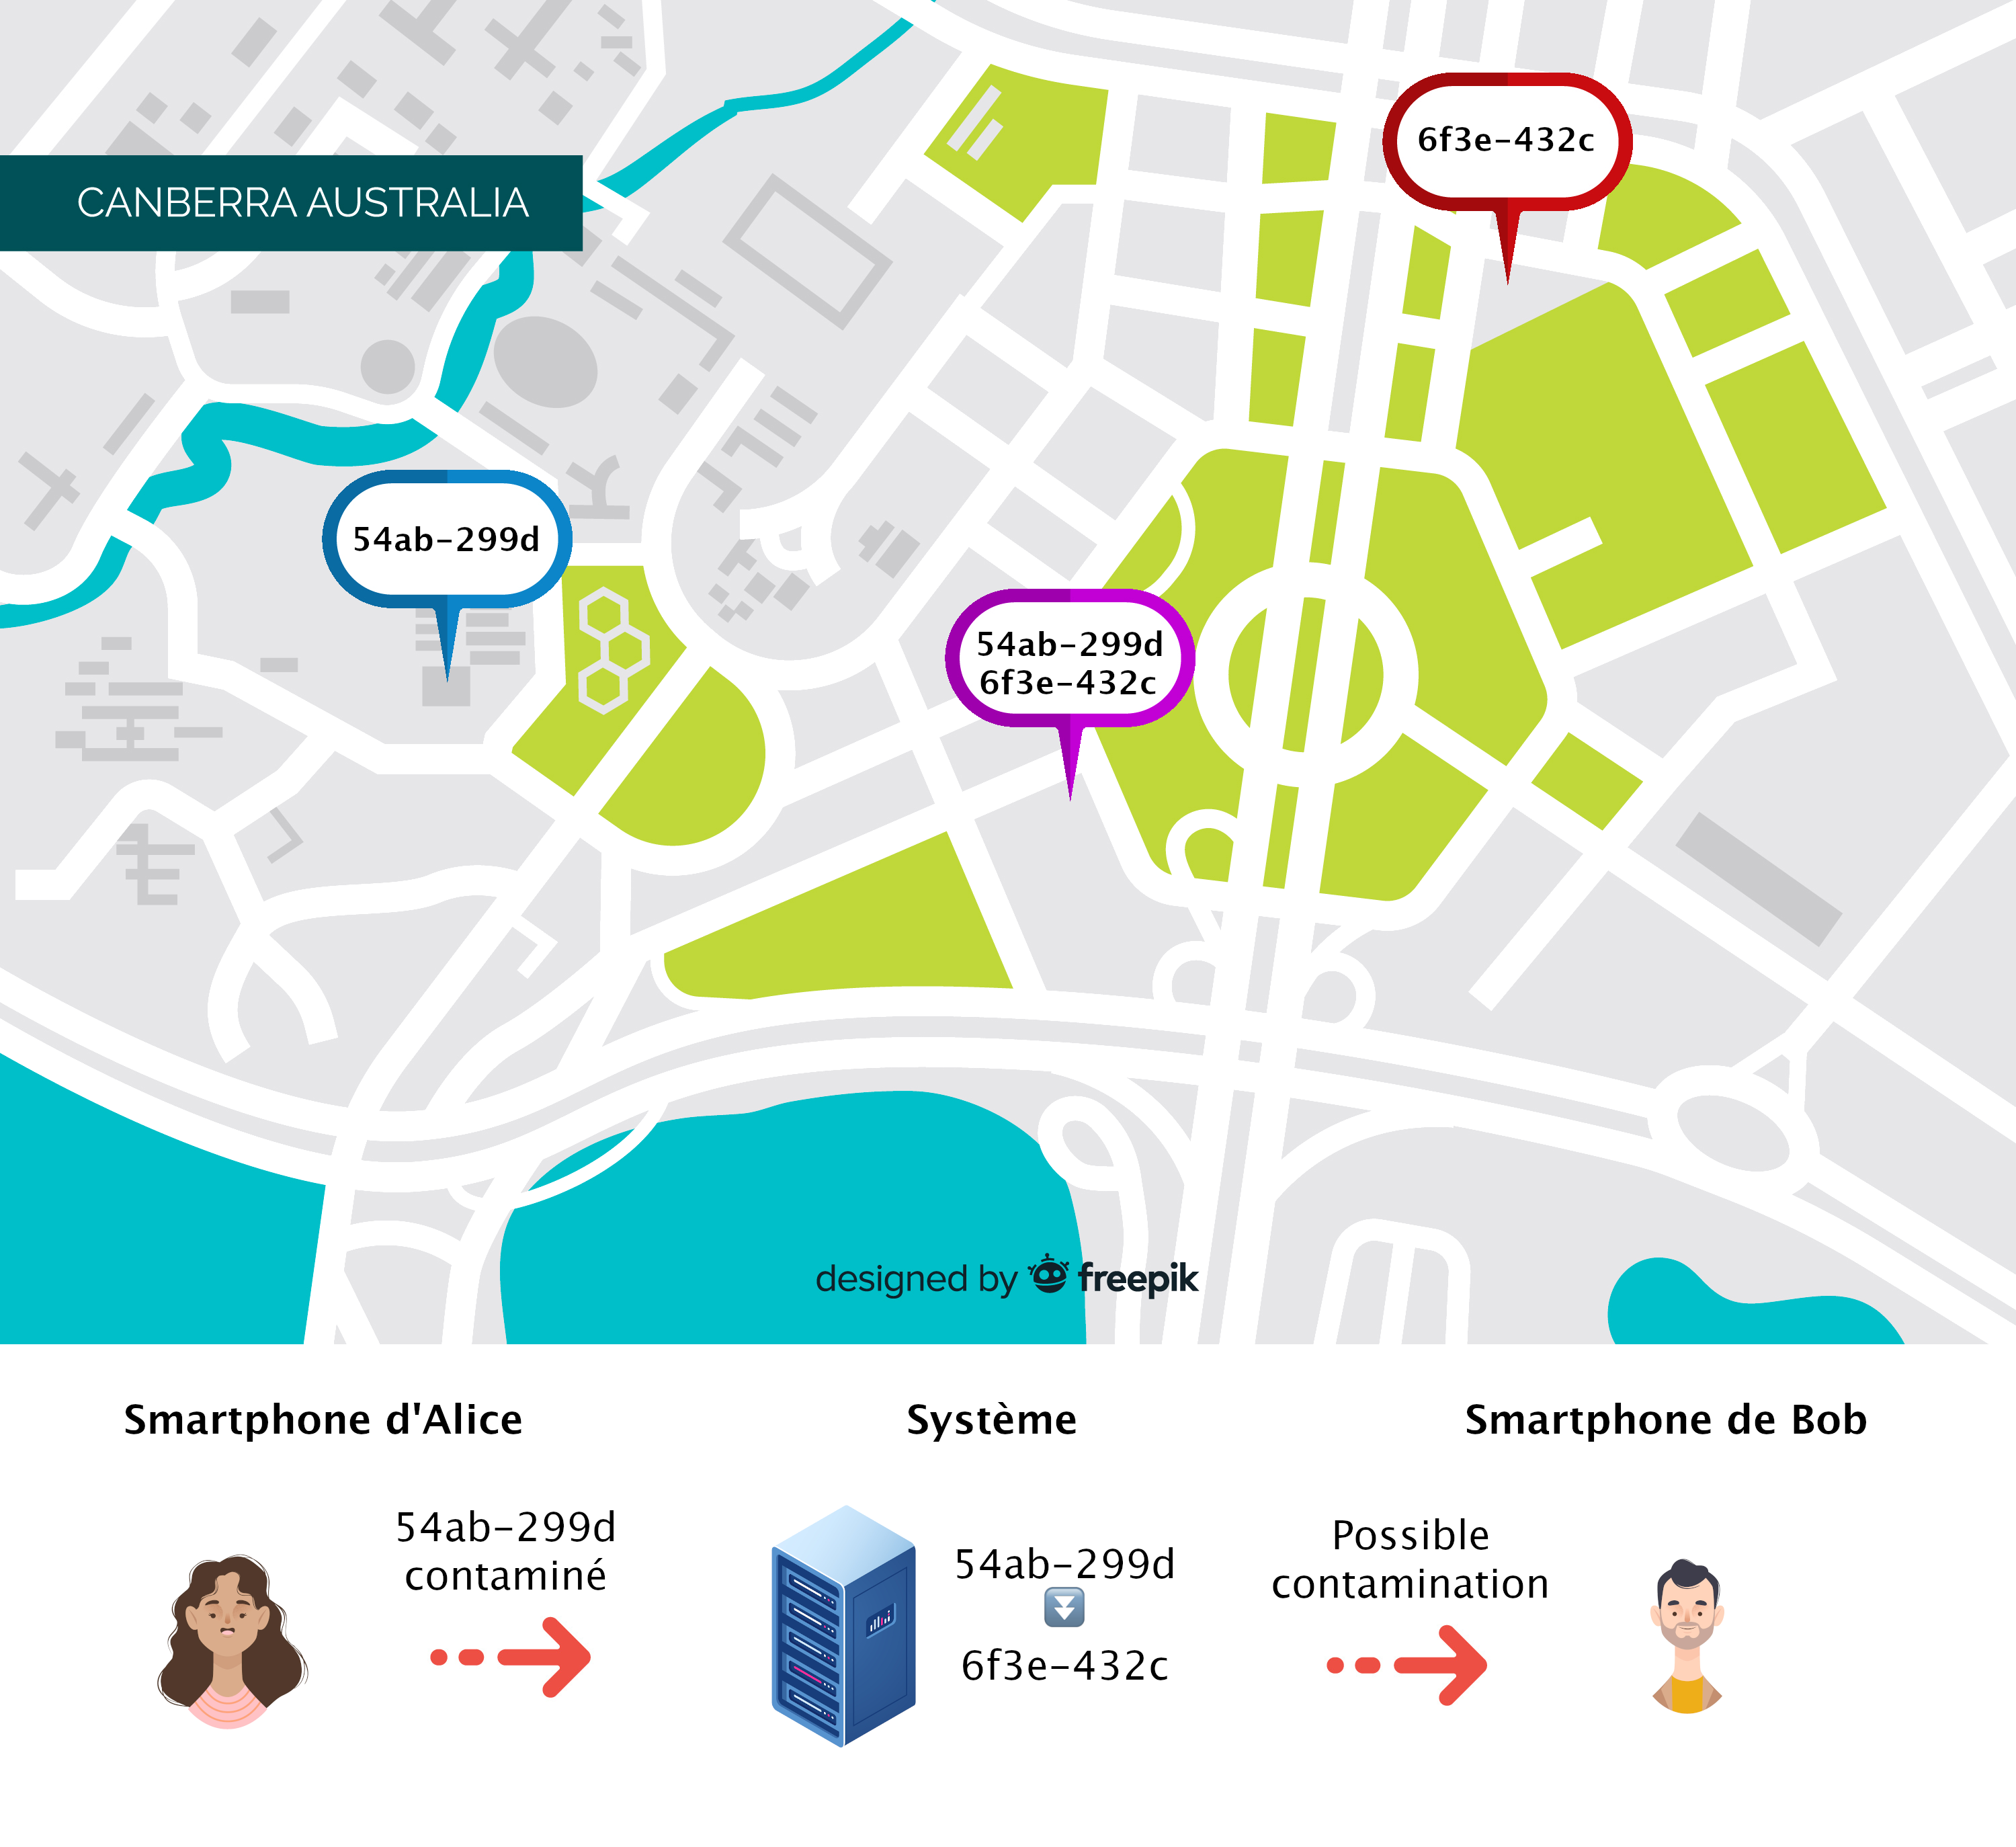 6f3e-432c
CANBERRA AUSTRALIA
54ab-299d
54ab-299d
6f3e-432c
designed by freepik
Smartphone d'Alice
Système
Smartphone de Bob
54ab-299d
contaminé
54ab-299d
6f3e-432c
Possible
contamination